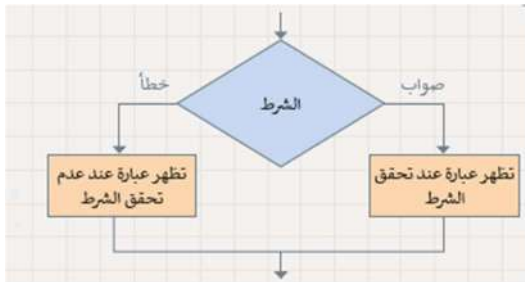 صواب
خطأ
الشرط
تظهر عبارة عند تحقق
الشرط
تظهر عبارة عند عدم
تحقق الشرط